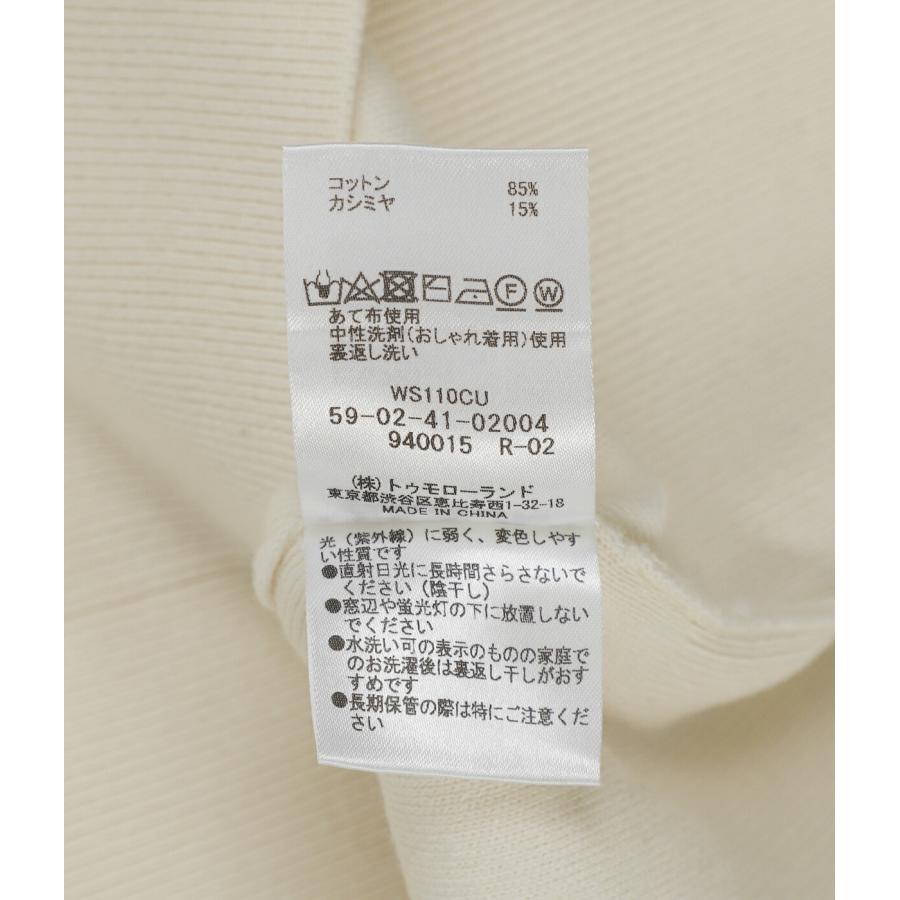 コットン 85%
カシミヤ 15%
F W
あて布使用
中性洗剤(おしゃれ着用)使用
裏返し洗い
WS110CU
59-02-41-02004
940015 R-02
(株)トゥモローランド
東京都渋谷区恵比寿西1-32-18
MADE IN CHINA
光(紫外線)に弱く、変色しやす
い性質です
●直射日光に長時間さらさないで
ください(陰干し)
●窓辺や蛍光灯の下に放置しない
でください
●水洗い可の表示のものの家庭で
のお洗濯後は裏返し干しがおす
すめです
●長期保管の際は特にご注意くだ
さい